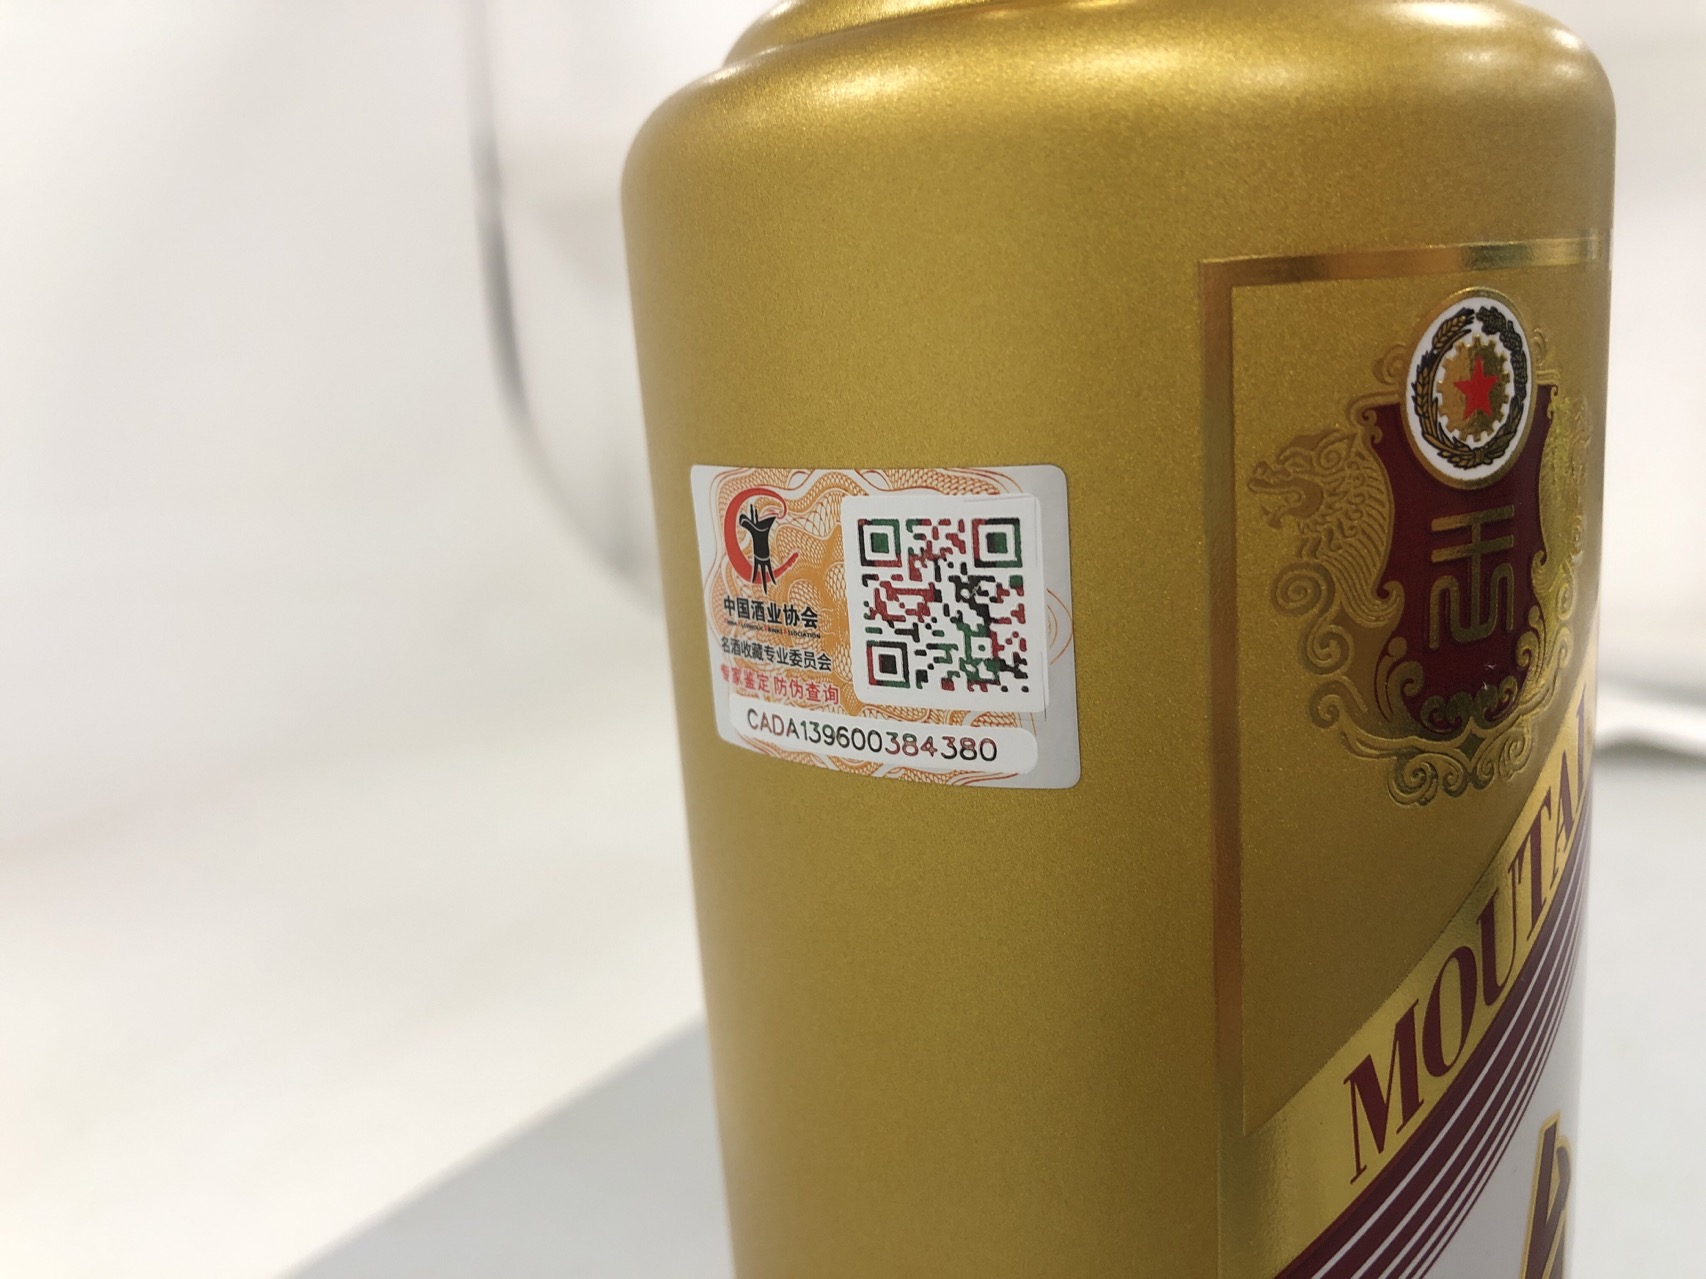 中国酒业协会
名酒收藏专业委员会
专家鉴定 防伪查询
CADA139600384380
MOUTAI